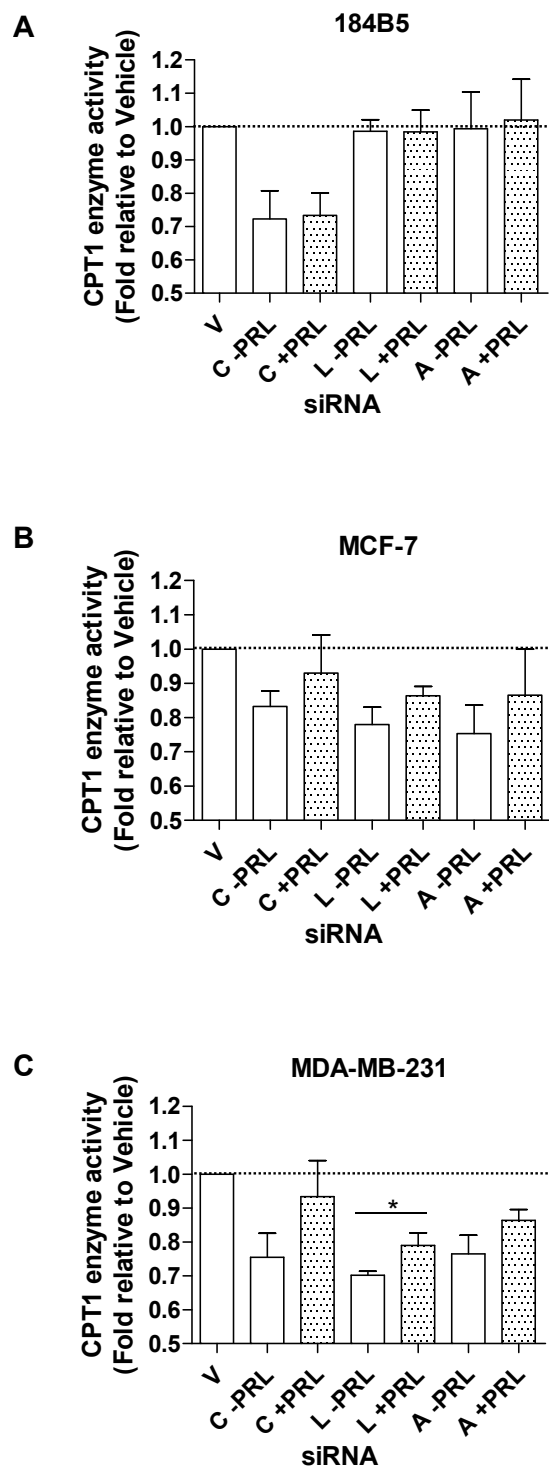 A
184B5
CPT1 enzyme activity
(Fold relative to Vehicle)
1.2
1.1
1.0
0.9
0.8
0.7
0.6
0.5
V
C -PRL
C +PRL
L -PRL
L +PRL
A -PRL
A +PRL
siRNA
B
MCF-7
CPT1 enzyme activity
(Fold relative to Vehicle)
1.2
1.1
1.0
0.9
0.8
0.7
0.6
0.5
V
C -PRL
C +PRL
L -PRL
L +PRL
A -PRL
A +PRL
siRNA
C
MDA-MB-231
CPT1 enzyme activity
(Fold relative to Vehicle)
1.2
1.1
1.0
0.9
0.8
0.7
0.6
0.5
*
V
C -PRL
C +PRL
L -PRL
L +PRL
A -PRL
A +PRL
siRNA